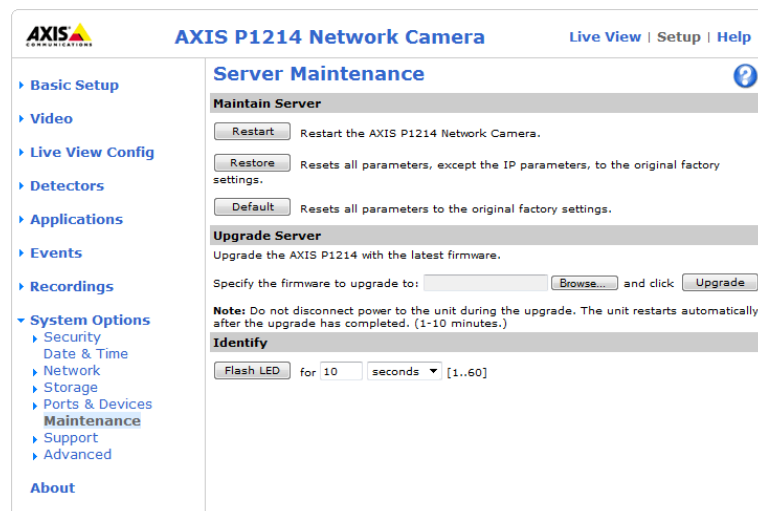 AXIS
COMMUNICATIONS
AXIS P1214 Network Camera
Live View | Setup | Help
Basic Setup
Video
Live View Config
Detectors
Applications
Events
Recordings
System Options
Security
Date & Time
Network
Storage
Ports & Devices
Maintenance
Support
Advanced
About
Server Maintenance
?
Maintain Server
Restart Restart the AXIS P1214 Network Camera.
Restore Resets all parameters, except the IP parameters, to the original factory
settings.
Default Resets all parameters to the original factory settings.
Upgrade Server
Upgrade the AXIS P1214 with the latest firmware.
Specify the firmware to upgrade to: Browse... and click Upgrade
Note: Do not disconnect power to the unit during the upgrade. The unit restarts automatically
after the upgrade has completed. (1-10 minutes.)
Identify
Flash LED for 10 seconds [1..60]